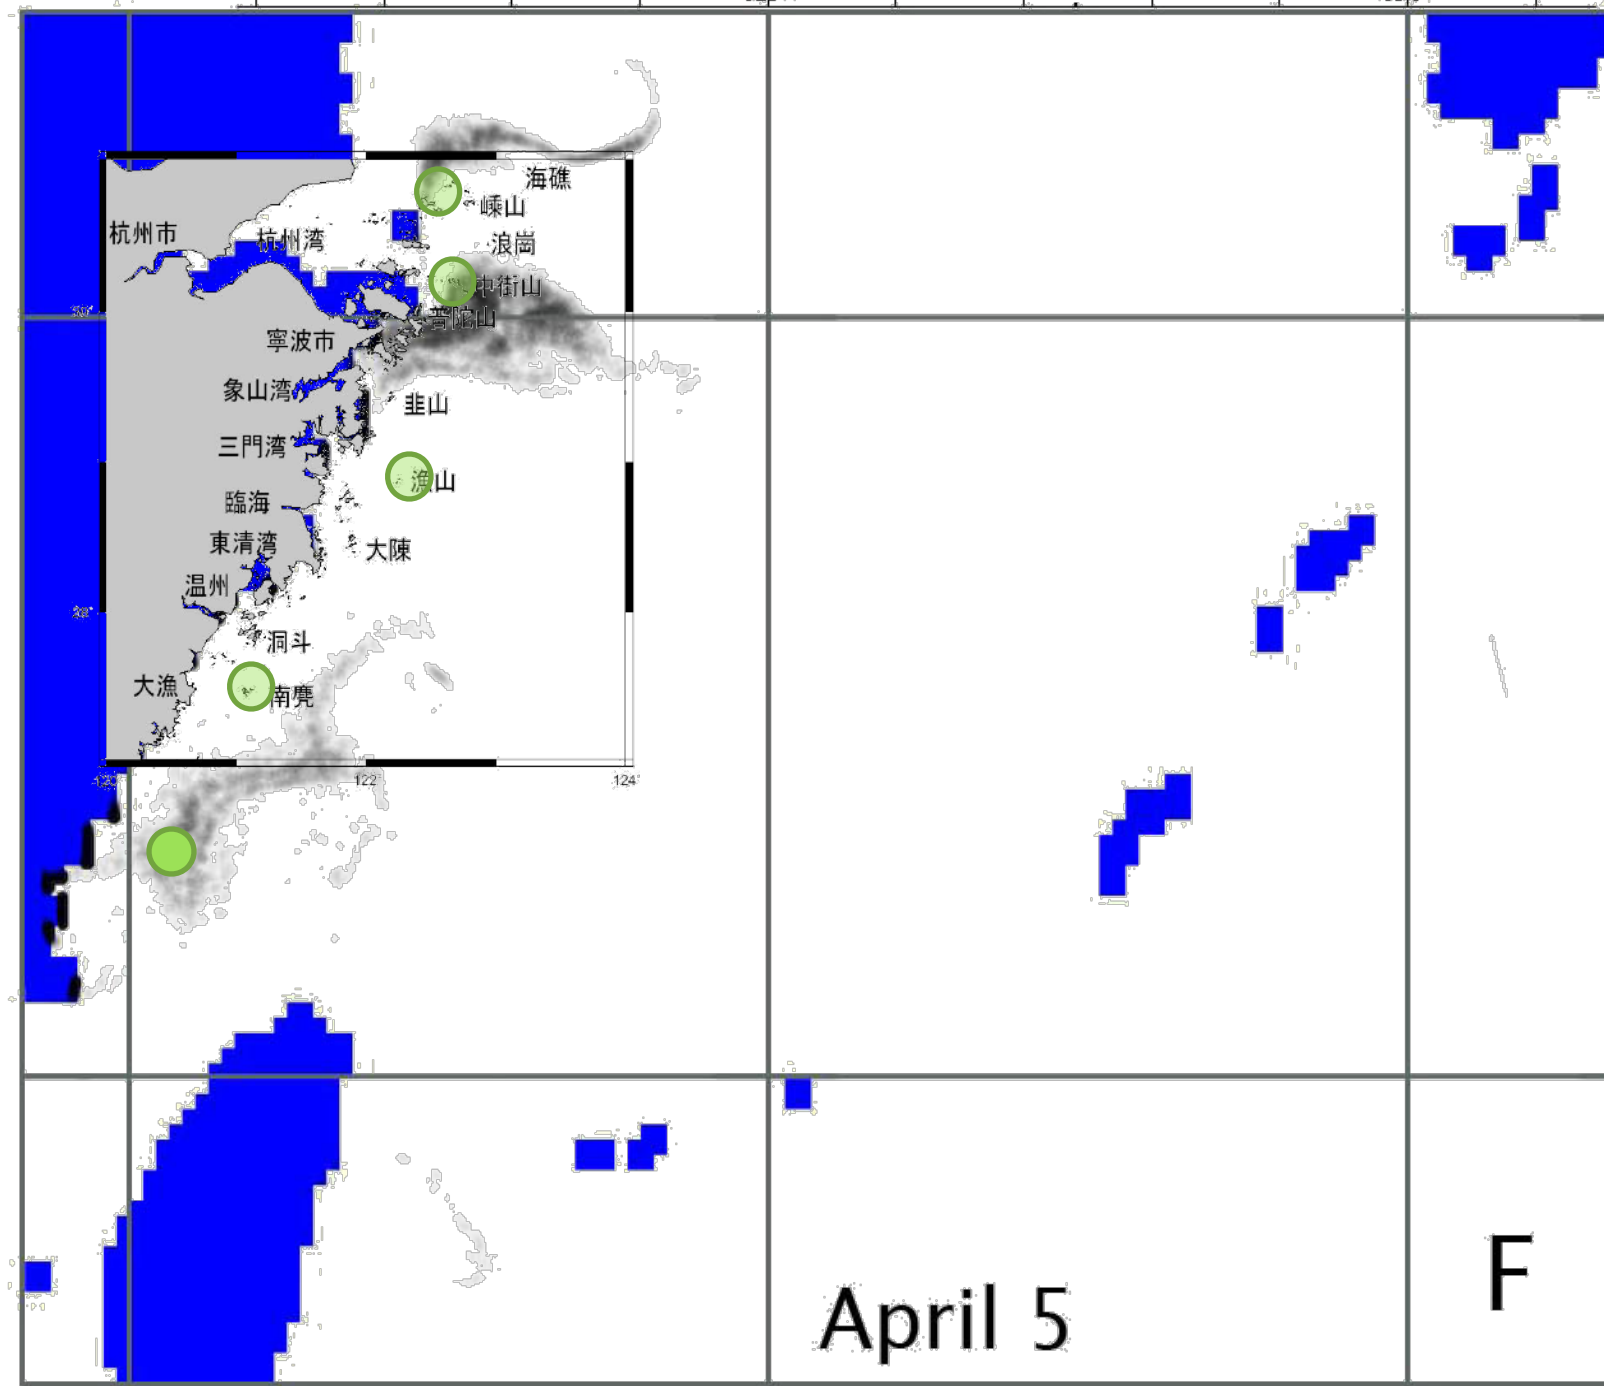 海礁
嵊山
杭州市
杭州湾
浪崗
中街山
普陀山
寧波市
象山湾
韭山
三門湾
漁山
臨海
東清湾
大陳
温州
28°
洞斗
大漁
南麂
122°
124°
April 5
F